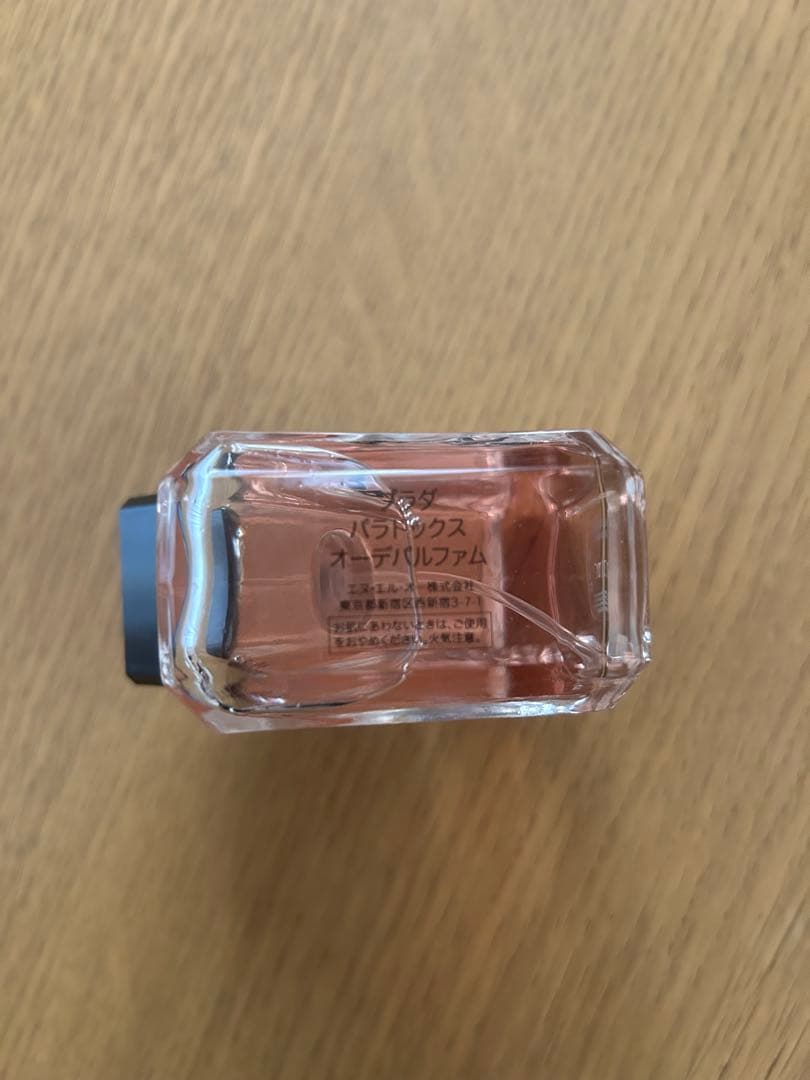 プラダ
パラドックス
オーデパルファム
エヌ・エル・オー株式会社
東京都新宿区西新宿3-7-1
お肌にあわないときは、ご使用
をおやめください。火気注意。